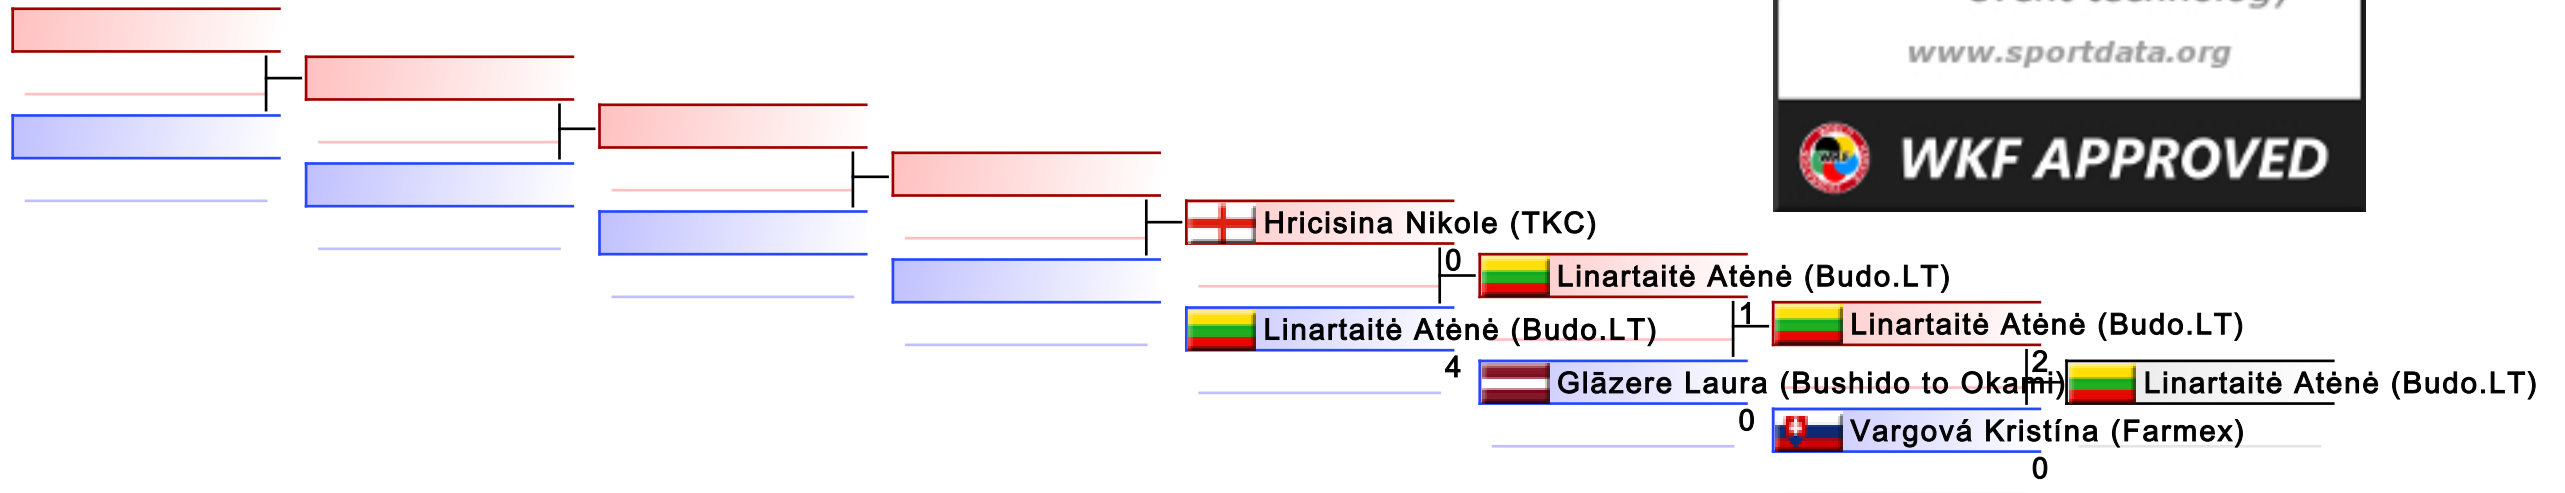 www.sportdata.org
WKF APPROVED
Hricisina Nikole (TKC)
0
Linartaitė Atėnė (Budo.LT)
4
Linartaitė Atėnė (Budo.LT)
1
Glāzere Laura (Bushido to Okami)
0
Linartaitė Atėnė (Budo.LT)
2
Vargová Kristína (Farmex)
0
Linartaitė Atėnė (Budo.LT)